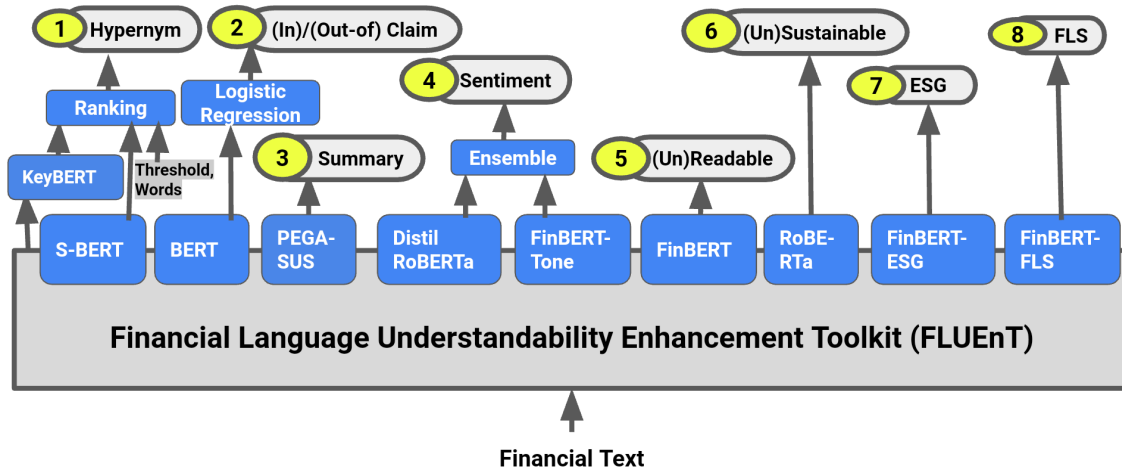 1 Hypernym
2 (In)/(Out-of) Claim
6 (Un)Sustainable
8 FLS
4 Sentiment
7 ESG
Ranking
Logistic
Regression
3 Summary
Ensemble
5 (Un)Readable
KeyBERT
Threshold,
Words
S-BERT
BERT
PEGA-
SUS
Distil
RoBERTa
FinBERT-
Tone
FinBERT
RoBE-
RTa
FinBERT-
ESG
FinBERT-
FLS
Financial Language Understandability Enhancement Toolkit (FLUEnT)
Financial Text